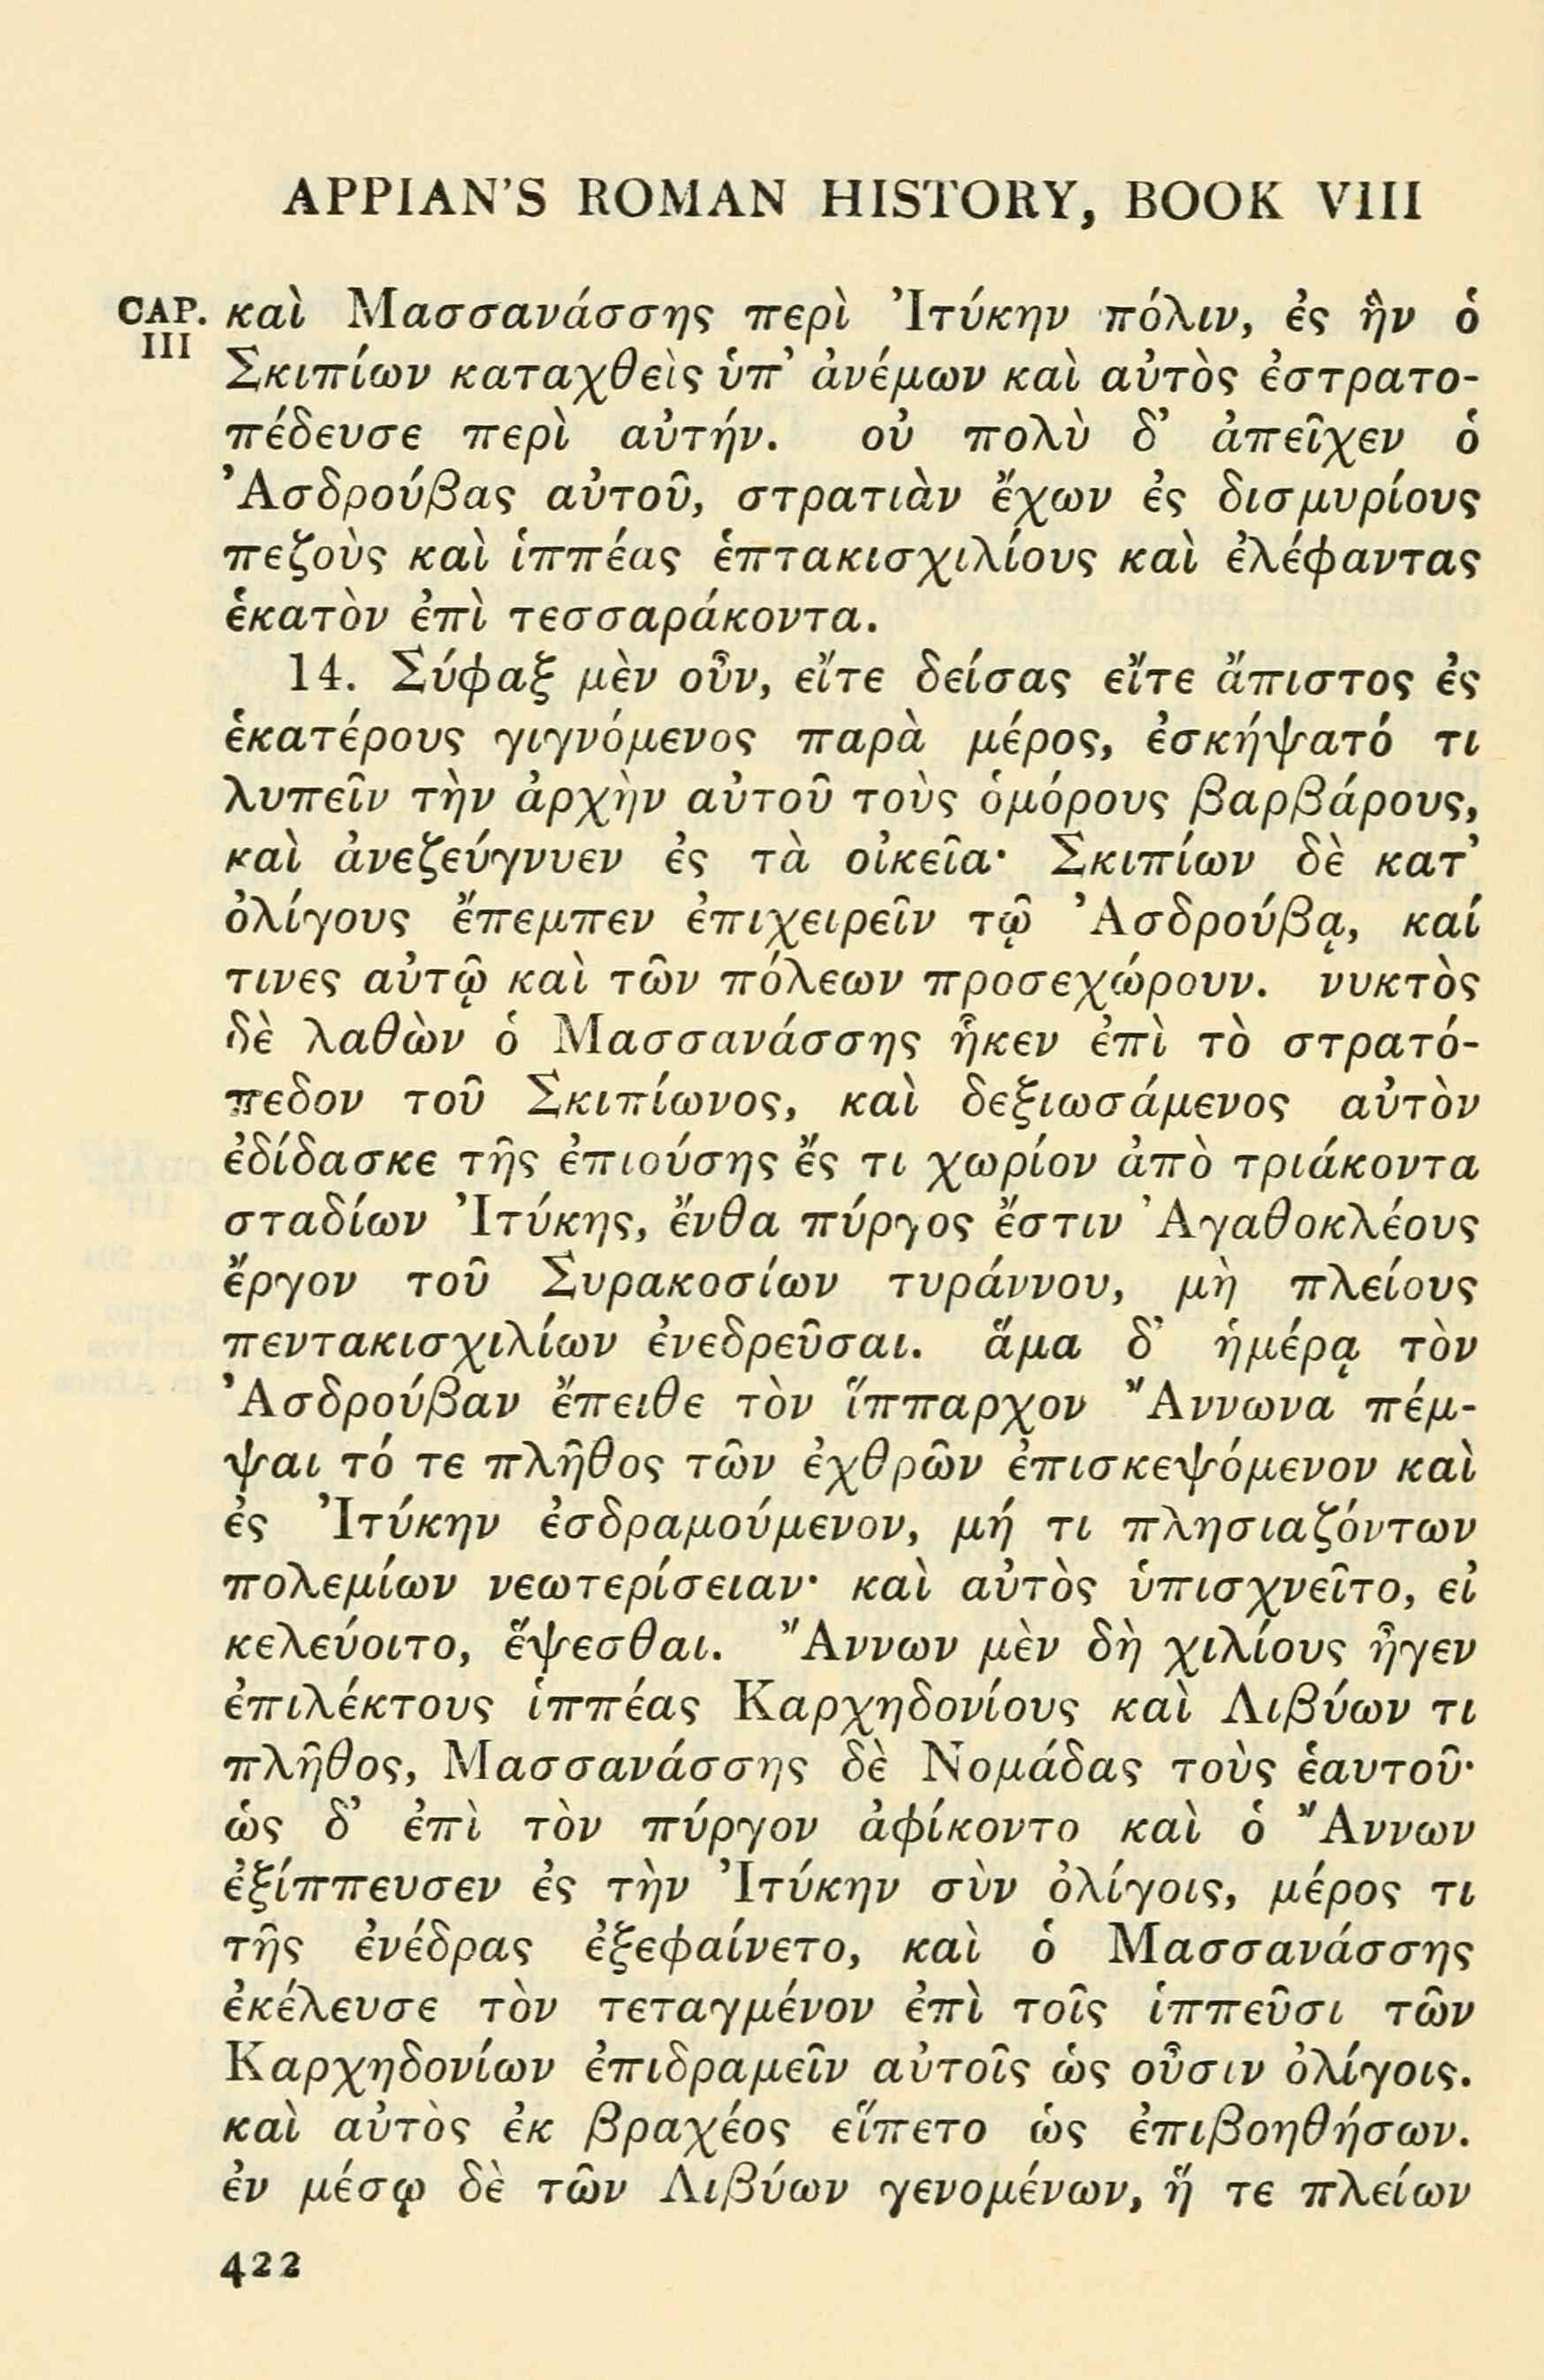 APPIAN'S ROMAN HISTORY, BOOK VIII
CAP. III
καὶ Μασσανάσσης περὶ Ἰτύκην πόλιν, ἐς ἣν ὁ
Σκιπίων καταχθεὶς ὑπ' ἀνέμων καὶ αὐτὸς ἐστρατο-
πέδευσε περὶ αὐτήν. οὐ πολὺ δ' ἀπεῖχεν ὁ
Ἀσδρούβας αὐτοῦ, στρατιὰν ἔχων ἐς δισμυρίους
πεζοὺς καὶ ἱππέας ἑπτακισχιλίους καὶ ἐλέφαντας
ἑκατὸν ἐπὶ τεσσαράκοντα.
14. Σύφαξ μὲν οὖν, εἴτε δείσας εἴτε ἄπιστος ἐς
ἑκατέρους γιγνόμενος παρὰ μέρος, ἐσκήψατό τι
λυπεῖν τὴν ἀρχὴν αὐτοῦ τοὺς ὁμόρους βαρβάρους,
καὶ ἀνεζεύγνυεν ἐς τὰ οἰκεῖα· Σκιπίων δὲ κατ'
ὀλίγους ἔπεμπεν ἐπιχειρεῖν τῷ Ἀσδρούβᾳ, καί
τινες αὐτῷ καὶ τῶν πόλεων προσεχώρουν. νυκτὸς
δὲ λαθὼν ὁ Μασσανάσσης ἧκεν ἐπὶ τὸ στρατό-
πεδον τοῦ Σκιπίωνος, καὶ δεξιωσάμενος αὐτὸν
ἐδίδασκε τῆς ἐπιούσης ἔς τι χωρίον ἀπὸ τριάκοντα
σταδίων Ἰτύκης, ἔνθα πύργος ἔστιν Ἀγαθοκλέους
ἔργον τοῦ Συρακοσίων τυράννου, μὴ πλείους
πεντακισχιλίων ἐνεδρεῦσαι. ἅμα δ' ἡμέρᾳ τὸν
Ἀσδρούβαν ἔπειθε τὸν ἵππαρχον Ἄννωνα πέμ-
ψαι τό τε πλῆθος τῶν ἐχθρῶν ἐπισκεψόμενον καὶ
ἐς Ἰτύκην ἐσδραμούμενον, μή τι πλησιαζόντων
πολεμίων νεωτερίσειαν· καὶ αὐτὸς ὑπισχνεῖτο, εἰ
κελεύοιτο, ἕψεσθαι. Ἄννων μὲν δὴ χιλίους ἦγεν
ἐπιλέκτους ἱππέας Καρχηδονίους καὶ Λιβύων τι
πλῆθος, Μασσανάσσης δὲ Νομάδας τοὺς ἑαυτοῦ·
ὡς δ' ἐπὶ τὸν πύργον ἀφίκοντο καὶ ὁ Ἄννων
ἐξίππευσεν ἐς τὴν Ἰτύκην σὺν ὀλίγοις, μέρος τι
τῆς ἐνέδρας ἐξεφαίνετο, καὶ ὁ Μασσανάσσης
ἐκέλευσε τὸν τεταγμένον ἐπὶ τοῖς ἱππεῦσι τῶν
Καρχηδονίων ἐπιδραμεῖν αὐτοῖς ὡς οὖσιν ὀλίγοις.
καὶ αὐτὸς ἐκ βραχέος εἵπετο ὡς ἐπιβοηθήσων.
ἐν μέσῳ δὲ τῶν Λιβύων γενομένων, ἥ τε πλείων
422